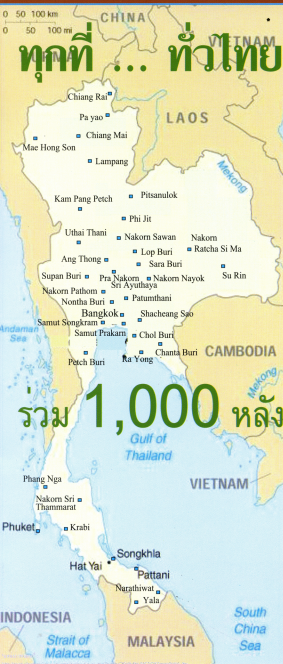 0 50 100 km
0 50 100 mi
CHINA
ทุกที่ ... ทั่วไทย
VIETNAM
Chiang Rai
LAOS
Pa yao
Chiang Mai
Mae Hong Son
Lampang
Mekong
Kam Pang Petch
Pitsanulok
Phi Jit
Uthai Thani
Nakorn Sawan
Nakorn
Ratcha Si Ma
Lop Buri
Ang Thong
Sara Buri
Su Rin
Supan Buri
Pra Nakorn
Sri Ayuthaya
Nakorn Nayok
Nakorn Pathom
Patumthani
Nontha Buri
Bangkok
Shacheang Sao
Samut Songkram
Andaman
Sea
Samut Prakarn
Chol Buri
CAMBODIA
Chanta Buri
Petch Buri
Ra Yong
Mekong
ร่วม 1,000 หลัง
Gulf of
Thailand
VIETNAM
Phang Nga
Nakorn Sri
Thammarat
Phuket
Krabi
Songkhla
Hat Yai
Pattani
Narathiwat
Yala
INDONESIA
South
China
Sea
Strait of
Malacca
MALAYSIA